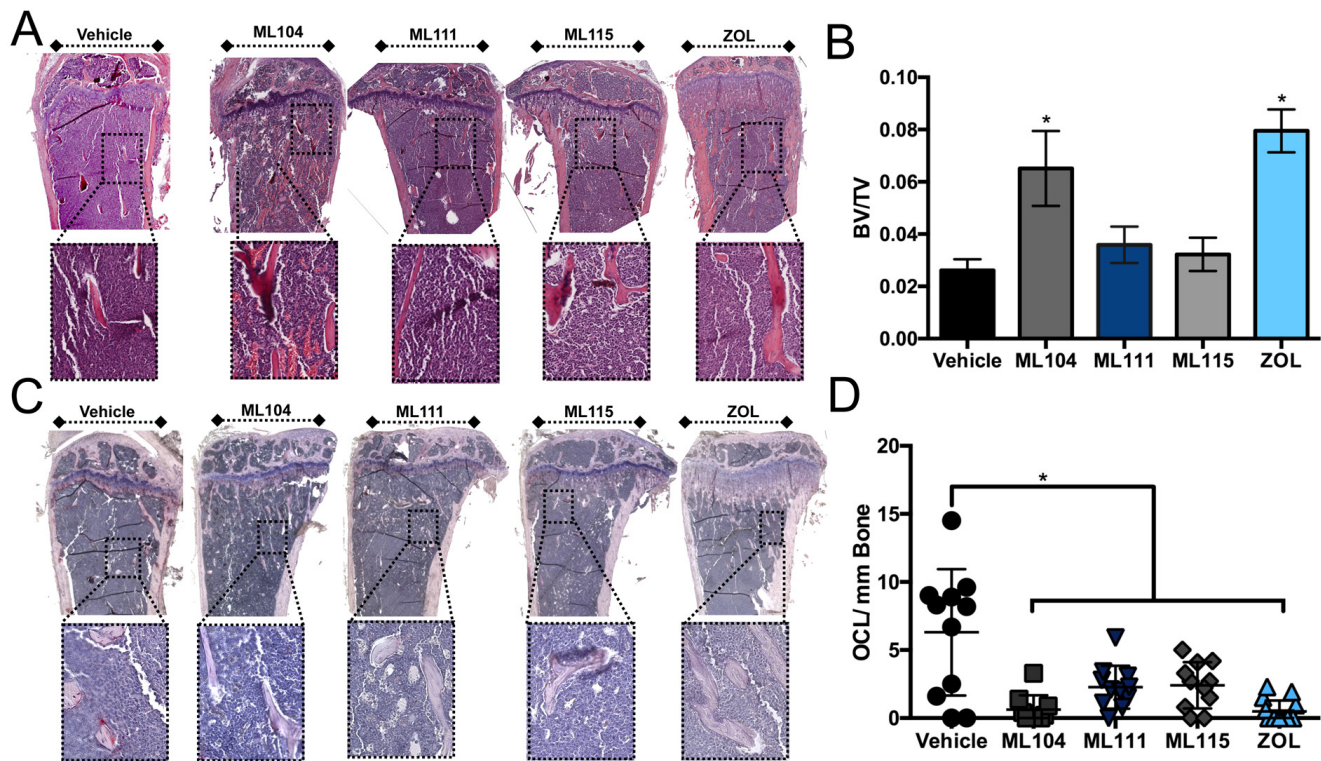 A
Vehicle
ML104
ML111
ML115
ZOL
B
BV/TV
0.10
0.08
0.06
0.04
0.02
0.00
*
*
Vehicle
ML104
ML111
ML115
ZOL
C
Vehicle
ML104
ML111
ML115
ZOL
D
OCL/ mm Bone
20
15
10
5
0
*
Vehicle
ML104
ML111
ML115
ZOL